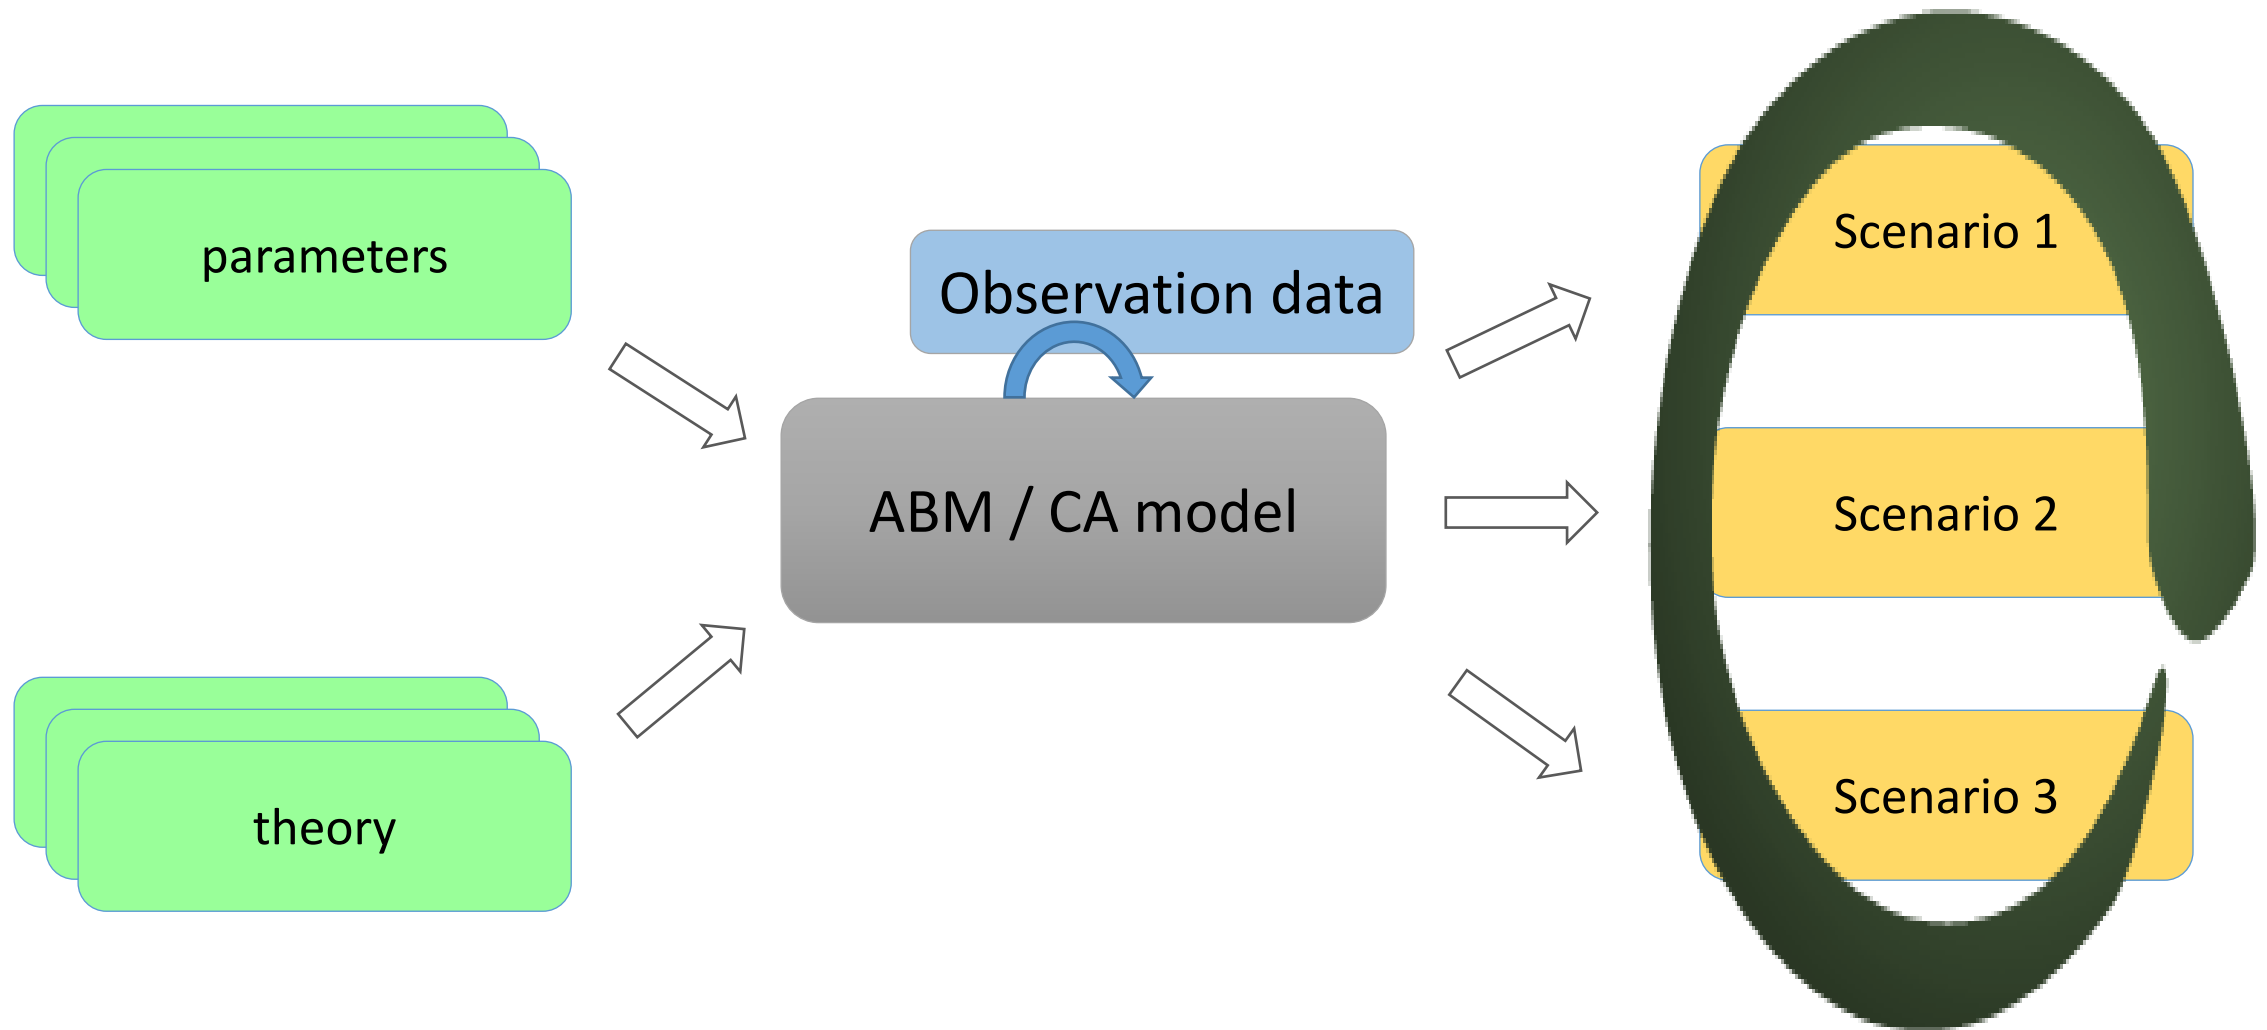 parameters
theory
Observation data
ABM / CA model
Scenario 1
Scenario 2
Scenario 3